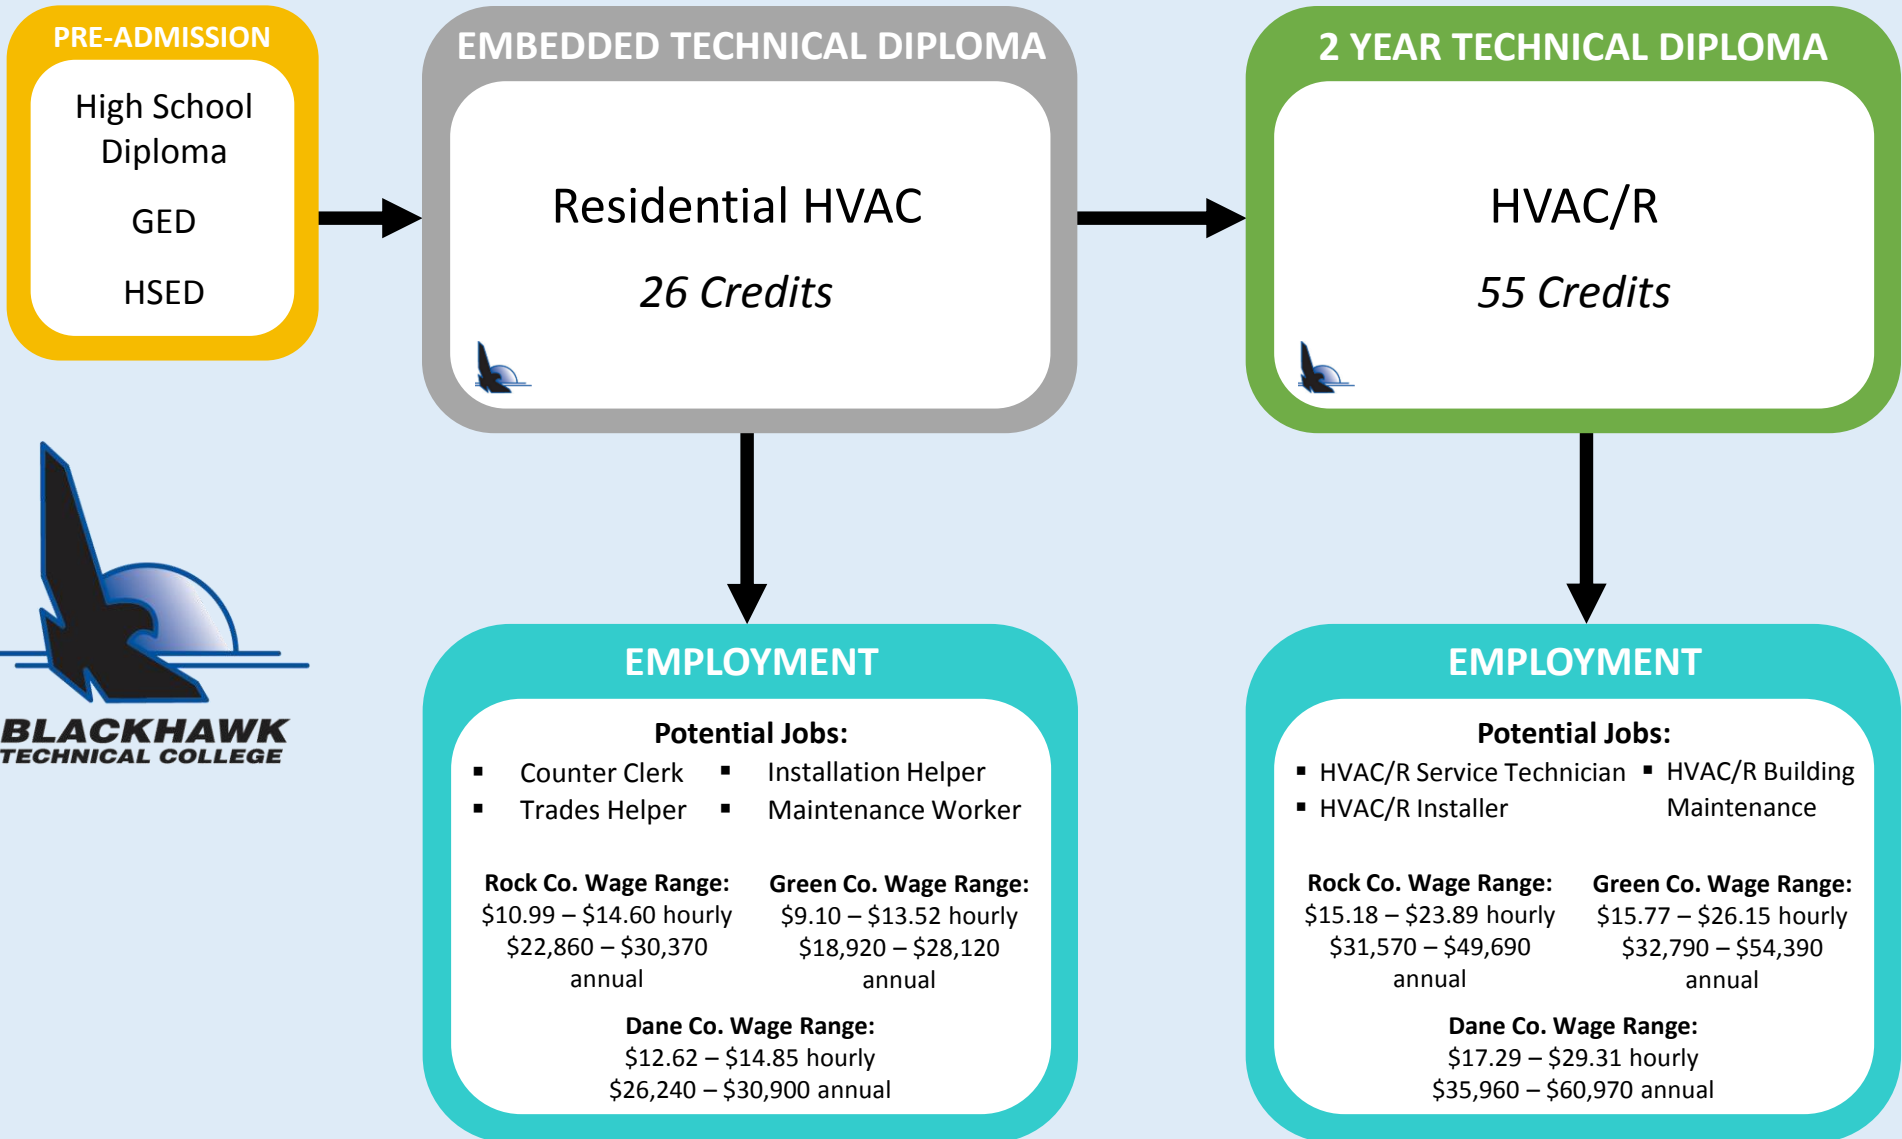 PRE-ADMISSION
High School
Diploma
GED
HSED
EMBEDDED TECHNICAL DIPLOMA
Residential HVAC
26 Credits
2 YEAR TECHNICAL DIPLOMA
HVAC/R
55 Credits
BLACKHAWK
TECHNICAL COLLEGE
EMPLOYMENT
Potential Jobs:
▪ Counter Clerk ▪ Installation Helper
▪ Trades Helper ▪ Maintenance Worker
Rock Co. Wage Range:
$10.99 – $14.60 hourly
$22,860 – $30,370
annual
Green Co. Wage Range:
$9.10 – $13.52 hourly
$18,920 – $28,120
annual
Dane Co. Wage Range:
$12.62 – $14.85 hourly
$26,240 – $30,900 annual
EMPLOYMENT
Potential Jobs:
▪ HVAC/R Service Technician ▪ HVAC/R Building
▪ HVAC/R Installer Maintenance
Rock Co. Wage Range:
$15.18 – $23.89 hourly
$31,570 – $49,690
annual
Green Co. Wage Range:
$15.77 – $26.15 hourly
$32,790 – $54,390
annual
Dane Co. Wage Range:
$17.29 – $29.31 hourly
$35,960 – $60,970 annual